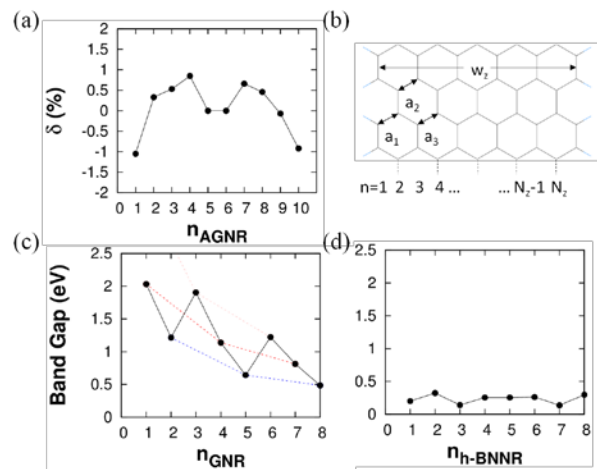 (a)
2
1.5
1
0.5
0
-0.5
-1
-1.5
-2
δ (%)
0 1 2 3 4 5 6 7 8 9 10
nAGNR
(b)
wz
a2
a1 a3
n=1 2 3 4 ... ... Nz-1 Nz
(c)
2.5
2
1.5
1
0.5
0
Band Gap (eV)
0 1 2 3 4 5 6 7 8
nGNR
(d)
2.5
2
1.5
1
0.5
0
0 1 2 3 4 5 6 7 8
nh-BNNR